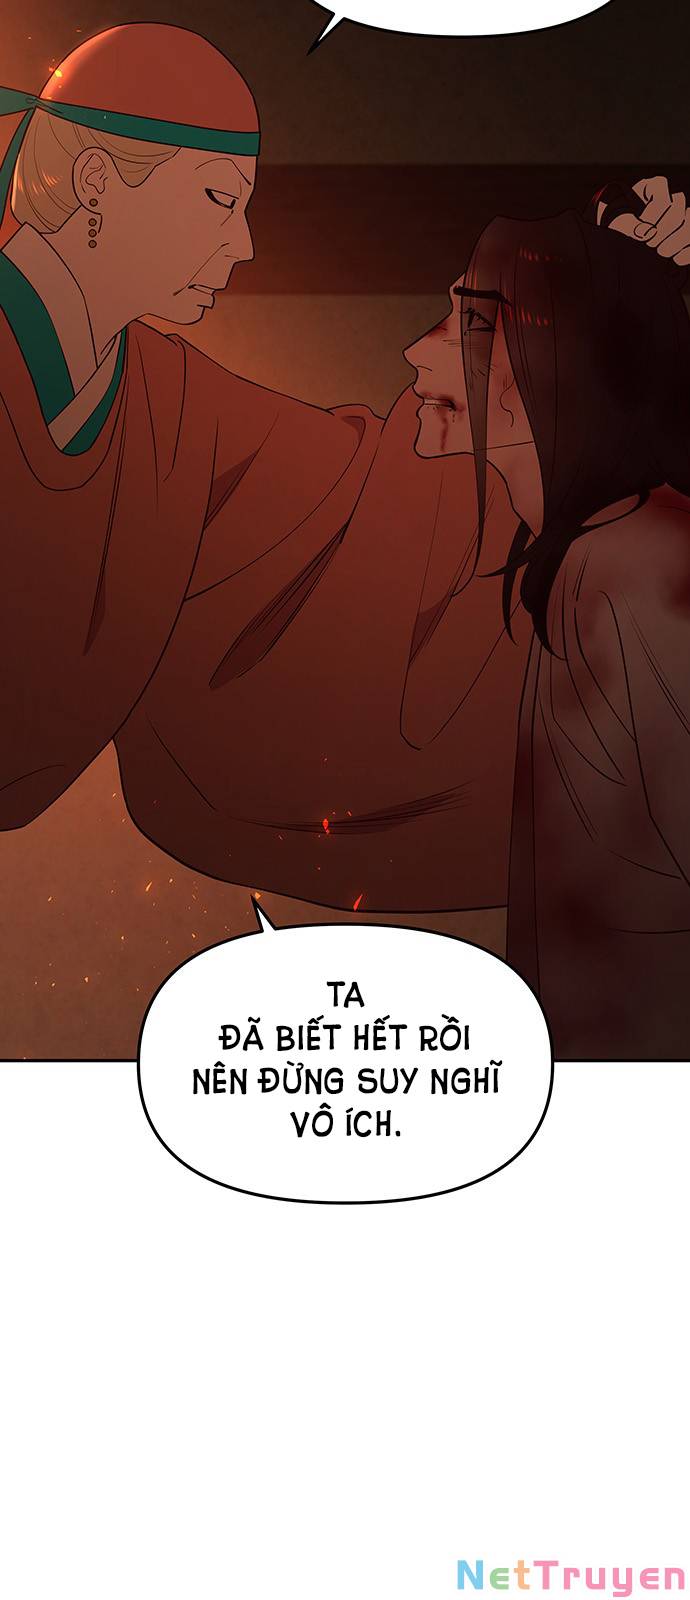 TA
ĐÃ BIẾT HẾT RỒI
NÊN ĐỪNG SUY NGHĨ
VÔ ÍCH.
NetTruyen